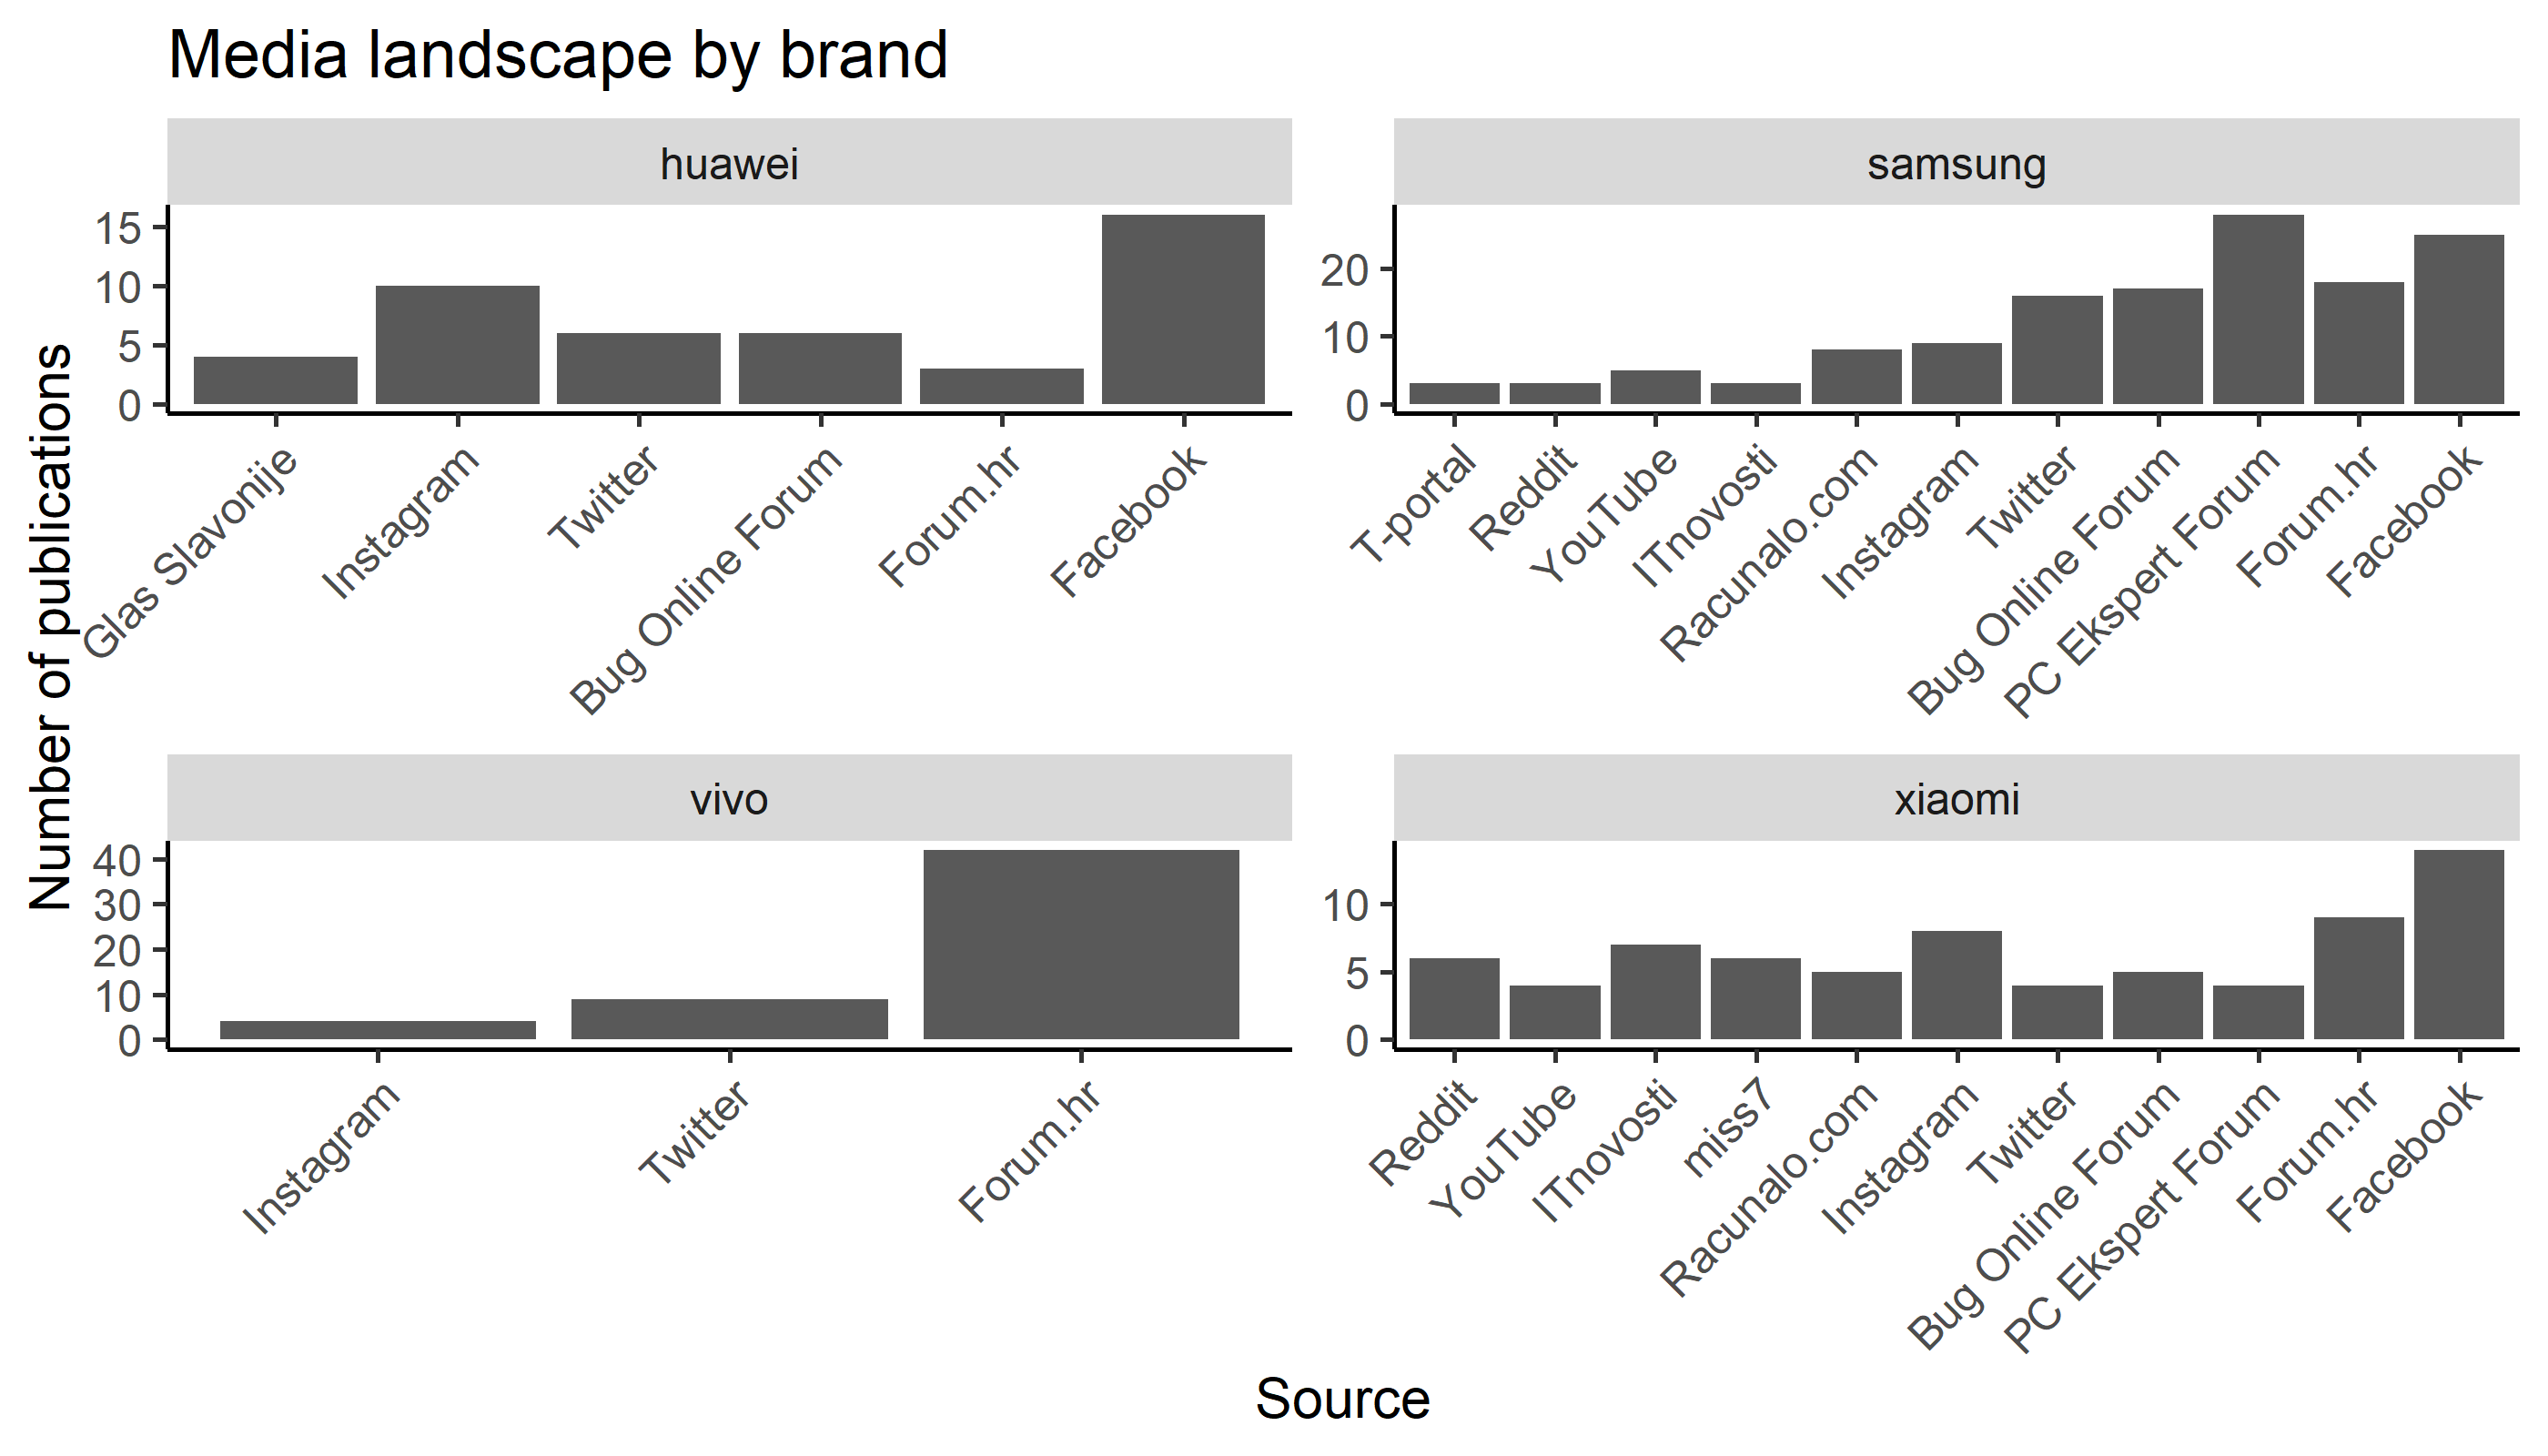 Media landscape by brand
huawei
samsung
15
10
5
0
20
10
0
Glas Slavonije
Instagram
Twitter
Bug Online Forum
Forum.hr
Facebook
T-portal
Reddit
YouTube
ITnovosti
Racunalo.com
Instagram
Twitter
Bug Online Forum
PC Ekspert Forum
Forum.hr
Facebook
Number of publications
vivo
xiaomi
40
30
20
10
0
10
5
0
Instagram
Twitter
Forum.hr
Reddit
YouTube
ITnovosti
miss7
Racunalo.com
Instagram
Twitter
Bug Online Forum
PC Ekspert Forum
Forum.hr
Facebook
Source